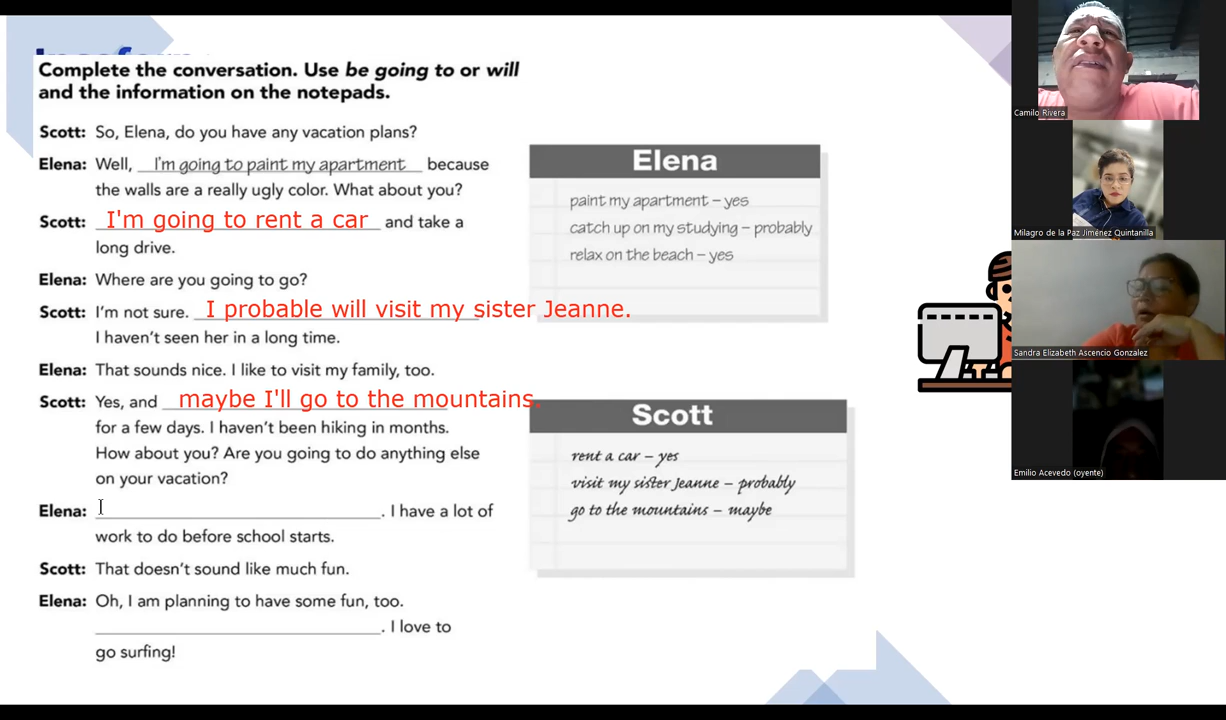 Complete the conversation. Use be going to or will
and the information on the notepads.
Scott: So, Elena, do you have any vacation plans?
Elena: Well, I'm going to paint my apartment because
the walls are a really ugly color. What about you?
Scott: I'm going to rent a car and take a
long drive.
Elena: Where are you going to go?
Scott: I'm not sure. I probable will visit my sister Jeanne.
I haven't seen her in a long time.
Elena: That sounds nice. I like to visit my family, too.
Scott: Yes, and maybe I'll go to the mountains.
for a few days. I haven't been hiking in months.
How about you? Are you going to do anything else
on your vacation?
Elena: . I have a lot of
work to do before school starts.
Scott: That doesn't sound like much fun.
Elena: Oh, I am planning to have some fun, too.
. I love to
go surfing!
Elena
paint my apartment – yes
catch up on my studying – probably
relax on the beach – yes
Scott
rent a car – yes
visit my sister Jeanne – probably
go to the mountains – maybe
Camilo Rivera
Milagro de la Paz Jiménez Quintanilla
Sandra Elizabeth Ascencio Gonzalez
Emilio Acevedo (oyente)